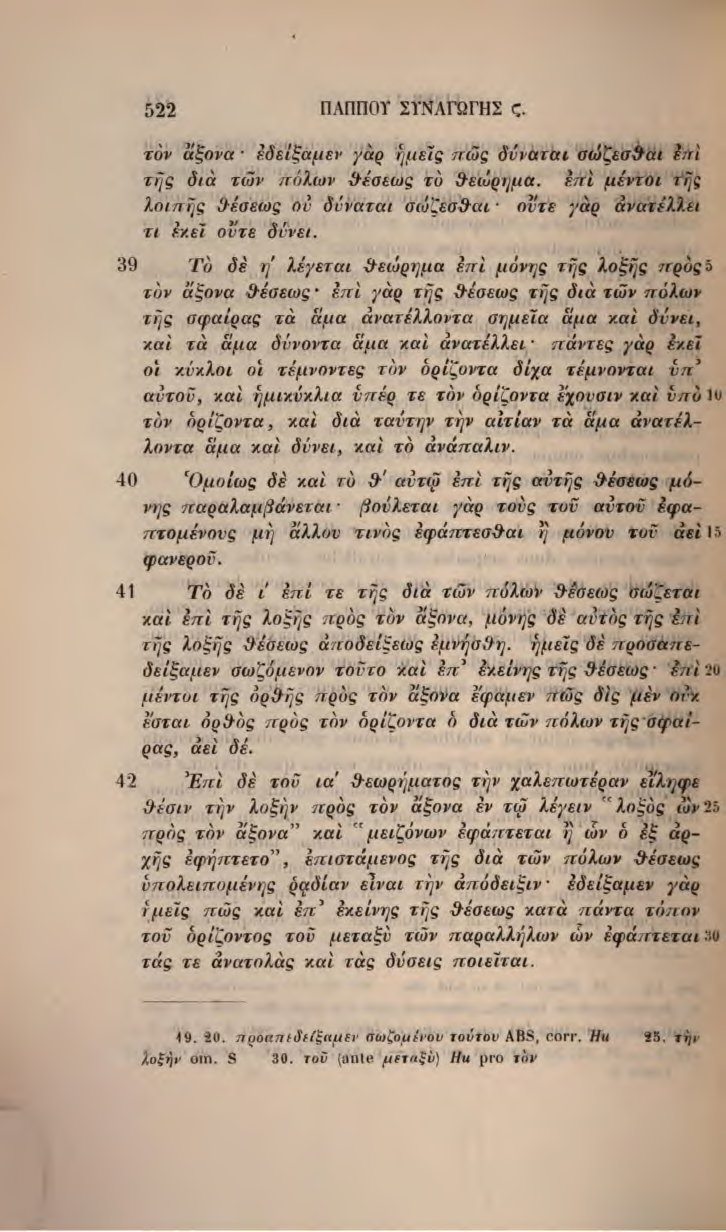 522 ΠΑΠΠΟΥ ΣΥΝΑΓΩΓΗΣ ϛ.
τὸν ἄξονα· ἐδείξαμεν γὰρ ἡμεῖς πῶς δύναται σώζεσθαι ἐπὶ
τῆς διὰ τῶν πόλων θέσεως τὸ θεώρημα. ἐπὶ μέντοι τῆς
λοιπῆς θέσεως οὐ δύναται σώζεσθαι· οὔτε γὰρ ἀνατέλλει
τι ἐκεῖ οὔτε δύνει.
39 Τὸ δὲ η′ λέγεται θεώρημα ἐπὶ μόνης τῆς λοξῆς πρὸς 5
τὸν ἄξονα θέσεως· ἐπὶ γὰρ τῆς θέσεως τῆς διὰ τῶν πόλων
τῆς σφαίρας τὰ ἅμα ἀνατέλλοντα σημεῖα ἅμα καὶ δύνει,
καὶ τὰ ἅμα δύνοντα ἅμα καὶ ἀνατέλλει· πάντες γὰρ ἐκεῖ
οἱ κύκλοι οἱ τέμνοντες τὸν ὁρίζοντα δίχα τέμνονται ὑπ᾽
αὐτοῦ, καὶ ἡμικύκλια ὑπέρ τε τὸν ὁρίζοντα ἔχουσιν καὶ ὑπὸ 10
τὸν ὁρίζοντα, καὶ διὰ ταύτην τὴν αἰτίαν τὰ ἅμα ἀνατέλ-
λοντα ἅμα καὶ δύνει, καὶ τὸ ἀνάπαλιν.
40 Ὁμοίως δὲ καὶ τὸ θ′ αὐτῷ ἐπὶ τῆς αὐτῆς θέσεως μό-
νης παραλαμβάνεται· βούλεται γὰρ τοὺς τοῦ αὐτοῦ ἐφα-
πτομένους μὴ ἄλλου τινὸς ἐφάπτεσθαι ἢ μόνου τοῦ ἀεὶ 15
φανεροῦ.
41 Τὸ δὲ ι′ ἐπί τε τῆς διὰ τῶν πόλων θέσεως σώζεται
καὶ ἐπὶ τῆς λοξῆς πρὸς τὸν ἄξονα, μόνης δὲ αὐτὸς τῆς ἐπὶ
τῆς λοξῆς θέσεως ἀποδείξεως ἐμνήσθη. ἡμεῖς δὲ προσαπε-
δείξαμεν σωζόμενον τοῦτο καὶ ἐπ᾽ ἐκείνης τῆς θέσεως· ἐπὶ 20
μέντοι τῆς ὀρθῆς πρὸς τὸν ἄξονα ἔφαμεν πῶς δὶς μὲν οὐκ
ἔσται ὀρθὸς πρὸς τὸν ὁρίζοντα ὁ διὰ τῶν πόλων τῆς σφαί-
ρας, ἀεὶ δέ.
42 Ἐπὶ δὲ τοῦ ια′ θεωρήματος τὴν χαλεπωτέραν εἴληφε
θέσιν τὴν λοξὴν πρὸς τὸν ἄξονα ἐν τῷ λέγειν "λοξὸς ὢν 25
πρὸς τὸν ἄξονα" καὶ "μειζόνων ἐφάπτεται ἢ ὧν ὁ ἐξ ἀρ-
χῆς ἐφήπτετο", ἐπιστάμενος τῆς διὰ τῶν πόλων θέσεως
ὑπολειπομένης ῥᾳδίαν εἶναι τὴν ἀπόδειξιν· ἐδείξαμεν γὰρ
ἡμεῖς πῶς καὶ ἐπ᾽ ἐκείνης τῆς θέσεως κατὰ πάντα τόπον
τοῦ ὁρίζοντος τοῦ μεταξὺ τῶν παραλλήλων ὧν ἐφάπτεται 30
τάς τε ἀνατολὰς καὶ τὰς δύσεις ποιεῖται.
19. 20. προαπεδείξαμεν σωζομένου τούτου ABS, corr. Hu 25. τὴν
λοξὴν om. S 30. τοῦ (ante μεταξὺ) Hu pro τὸν